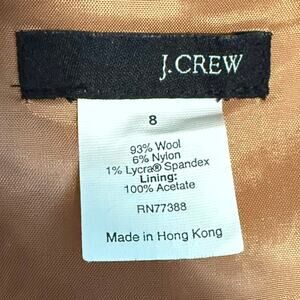 J.CREW
8
93% Wool
6% Nylon
1% Lycra® Spandex
Lining:
100% Acetate
RN77388
Made in Hong Kong